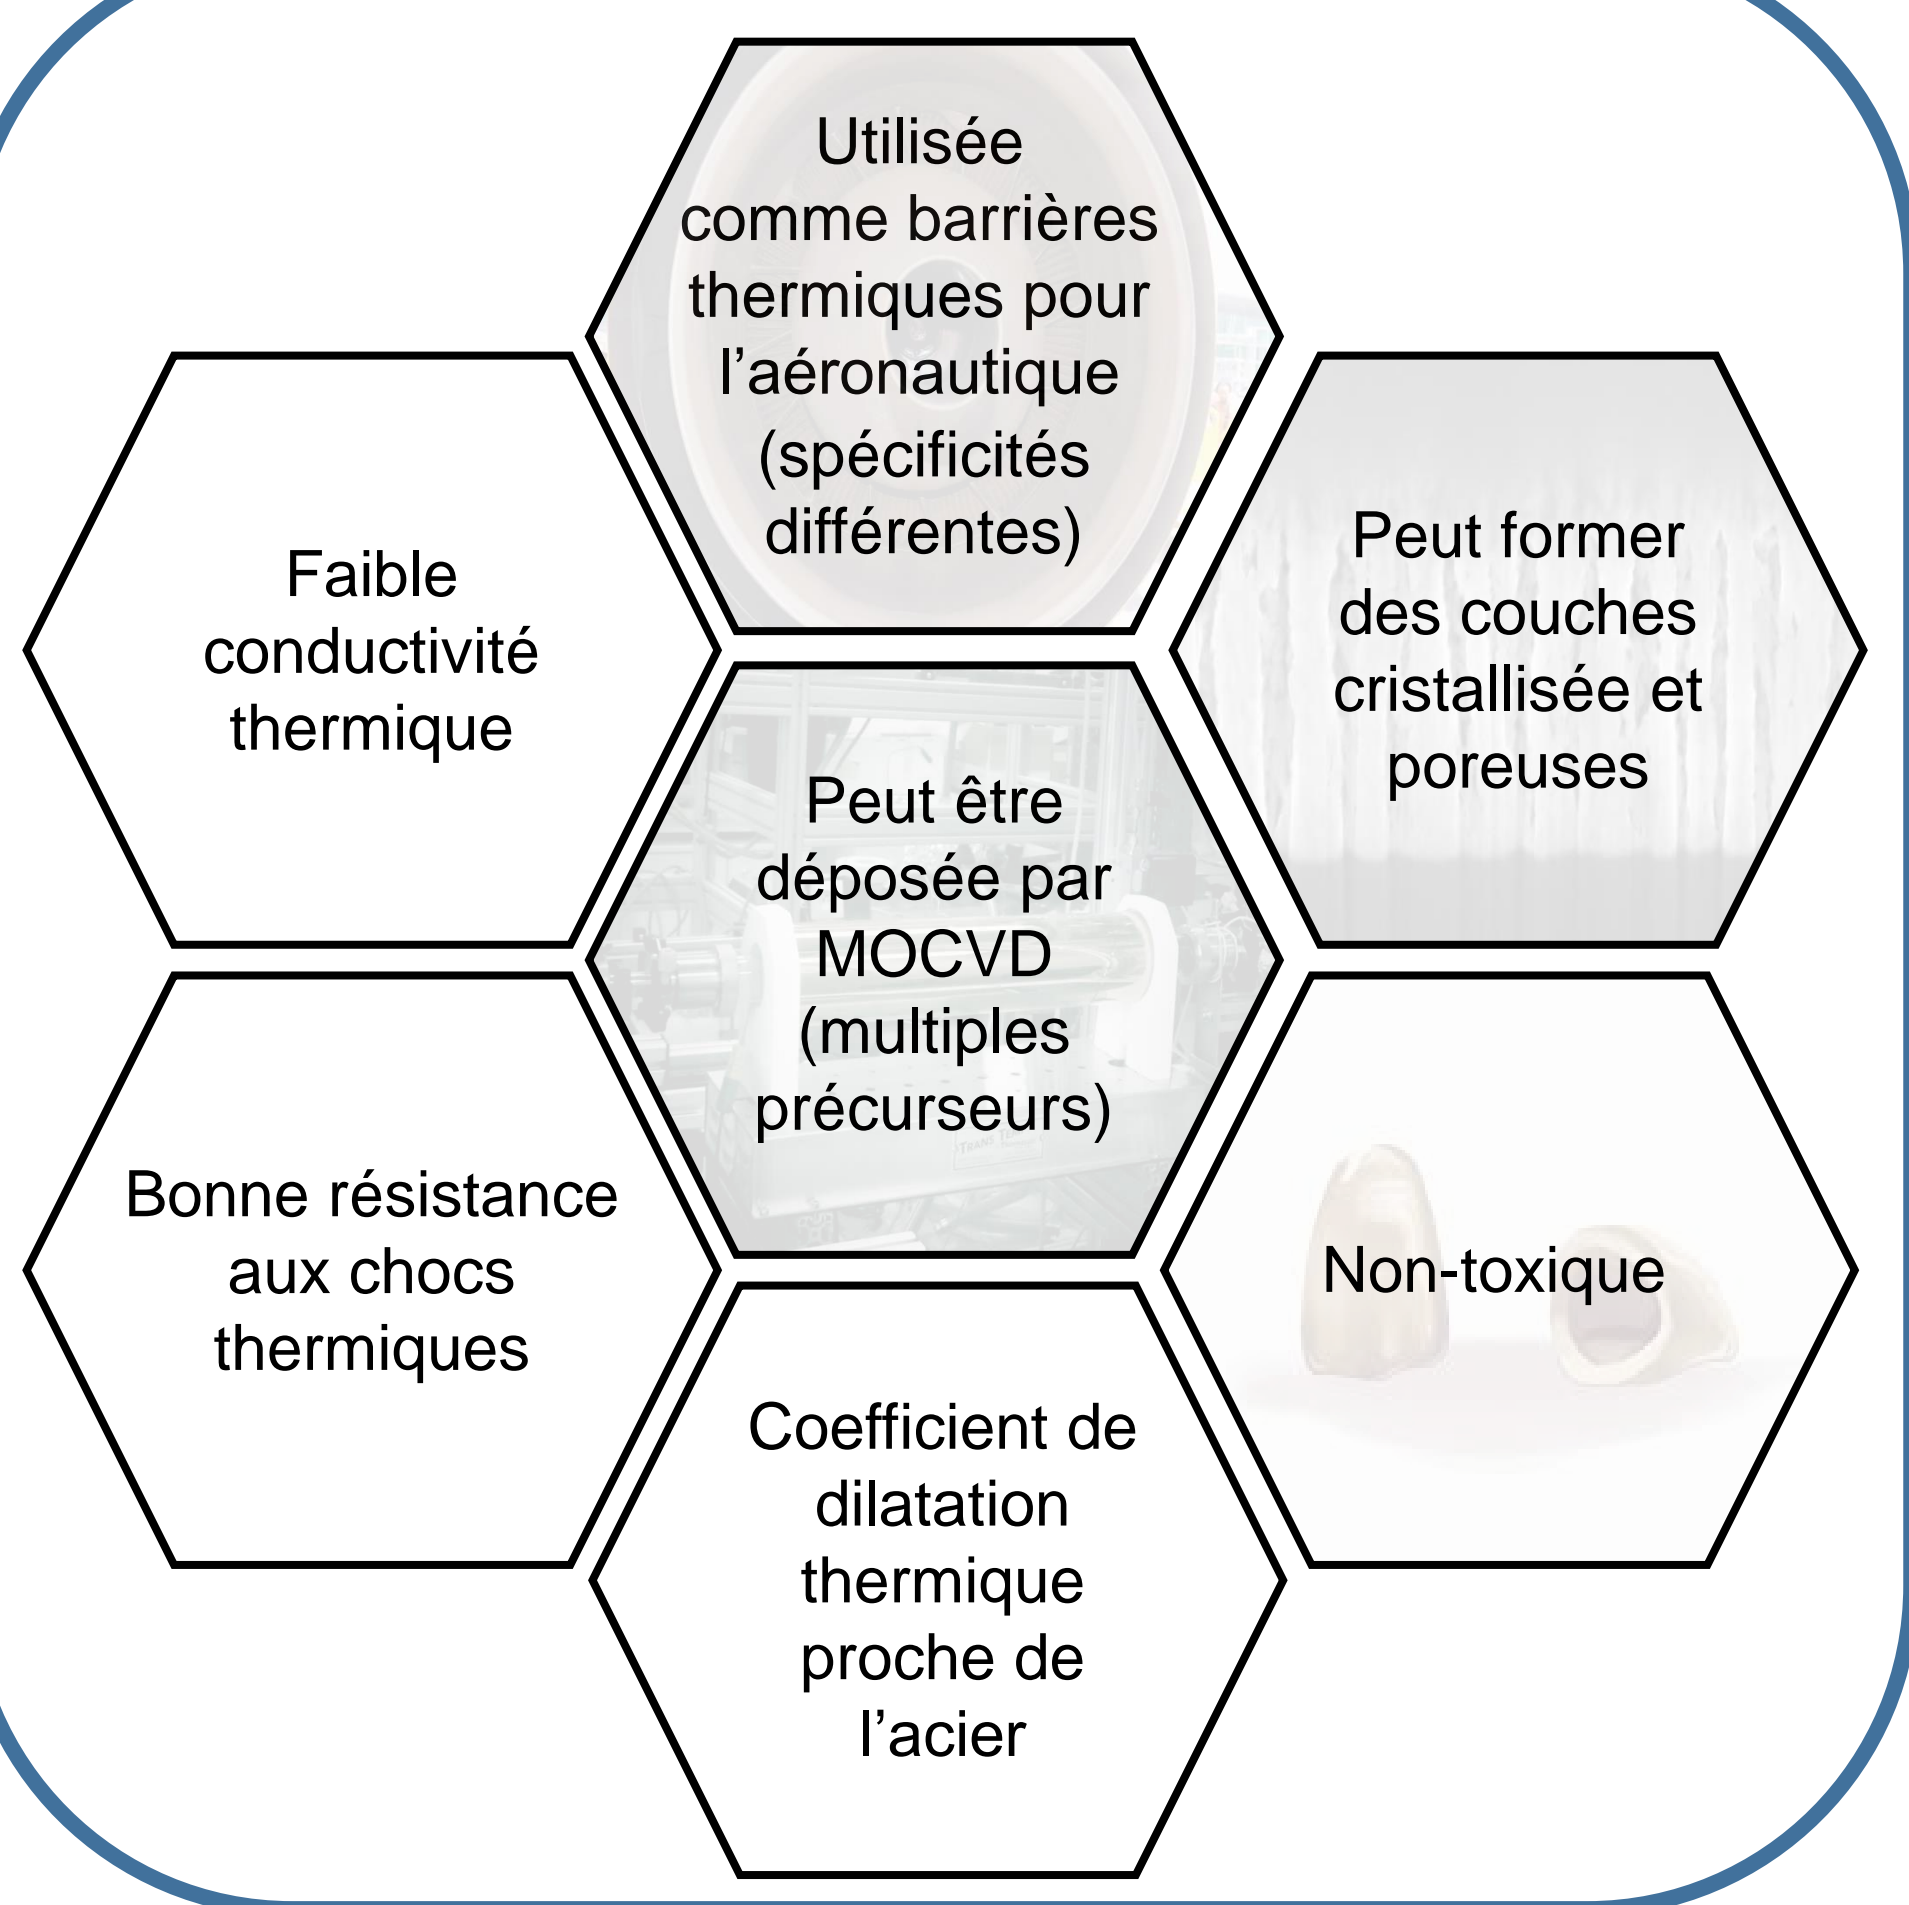 Utilisée
comme barrières
thermiques pour
l’aéronautique
(spécificités
différentes)
Faible
conductivité
thermique
Peut former
des couches
cristallisée et
poreuses
Peut être
déposée par
MOCVD
(multiples
précurseurs)
Bonne résistance
aux chocs
thermiques
Non-toxique
Coefficient de
dilatation
thermique
proche de
l’acier